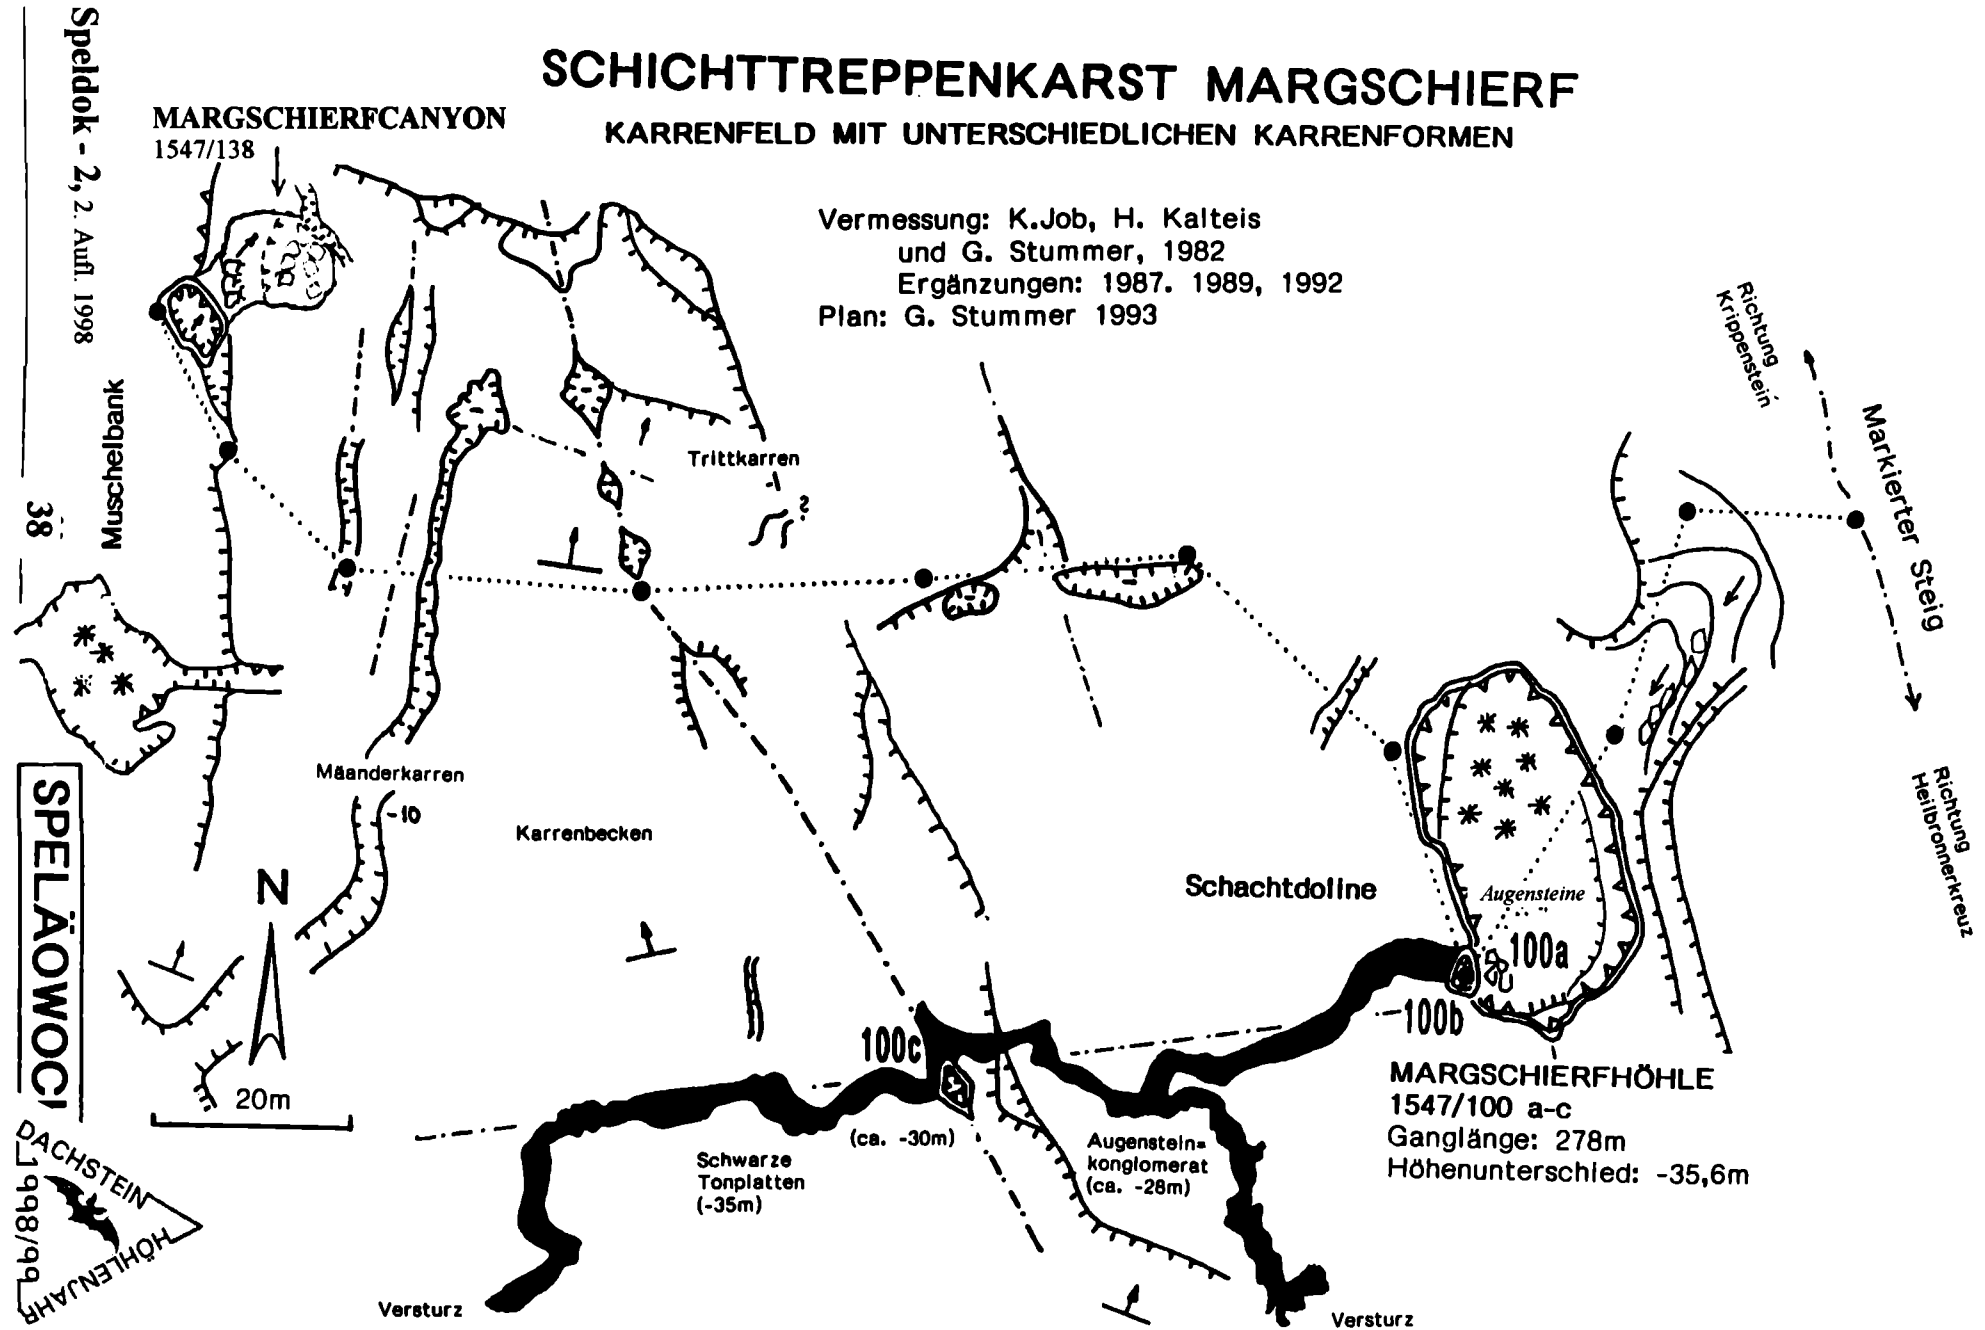 SCHICHTTREPPENKARST MARGSCHIERF
KARRENFELD MIT UNTERSCHIEDLICHEN KARRENFORMEN
Vermessung: K.Job, H. Kalteis
und G. Stummer, 1982
Ergänzungen: 1987. 1989, 1992
Plan: G. Stummer 1993
Speldok - 2, 2. Aufl. 1998
38
MARGSCHIERFCANYON
1547/138
Muschelbank
Trittkarren
?
Richtung
Krippenstein
Markierter Steig
Richtung
Heilbronnerkreuz
Mäanderkarren
-10
Karrenbecken
Schachtdoline
Augensteine
100a
100b
100c
N
20m
MARGSCHIERFHÖHLE
1547/100 a-c
Ganglänge: 278m
Höhenunterschied: -35,6m
(ca. -30m)
Schwarze
Tonplatten
(-35m)
Augenstein=
konglomerat
(ca. -28m)
Versturz
Versturz
SPELÄOWOCH
DACHSTEIN
HÖHLENJAHR
1998/99